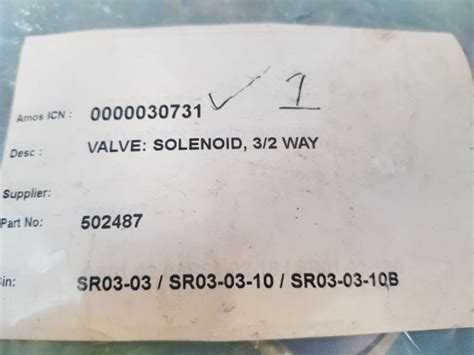 Amos ICN : 0000030731 ✓ 1
Desc : VALVE: SOLENOID, 3/2 WAY
Supplier:
Part No: 502487
Bin: SR03-03 / SR03-03-10 / SR03-03-10B